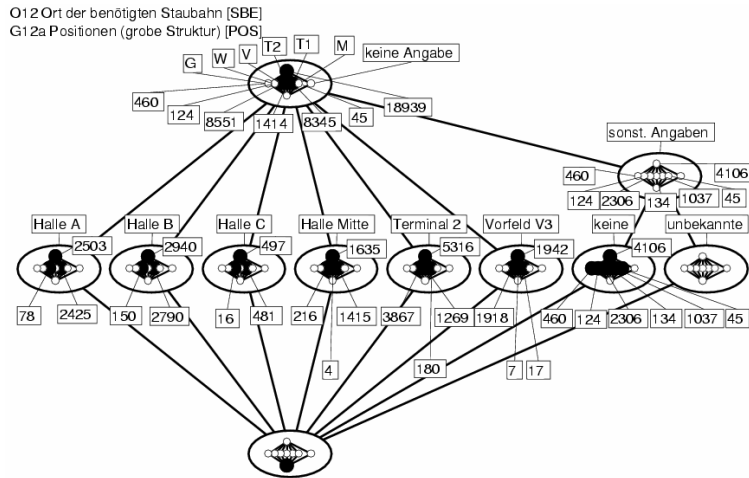 O12 Ort der benötigten Staubahn [SBE]
G12a Positionen (grobe Struktur) [POS]
G W V T2 T1 M keine Angabe
460 124 8551 1414 8345 45 18939
sonst. Angaben
460 4106
124 2306 134 1037 45
Halle A Halle B Halle C Halle Mitte Terminal 2 Vorfeld V3 keine unbekannte
2503 2940 497 1635 5316 1942 4106
78 2425 150 2790 16 481 216 1415 3867 1269 1918 460 124 2306 134 1037 45
4 180 7 17